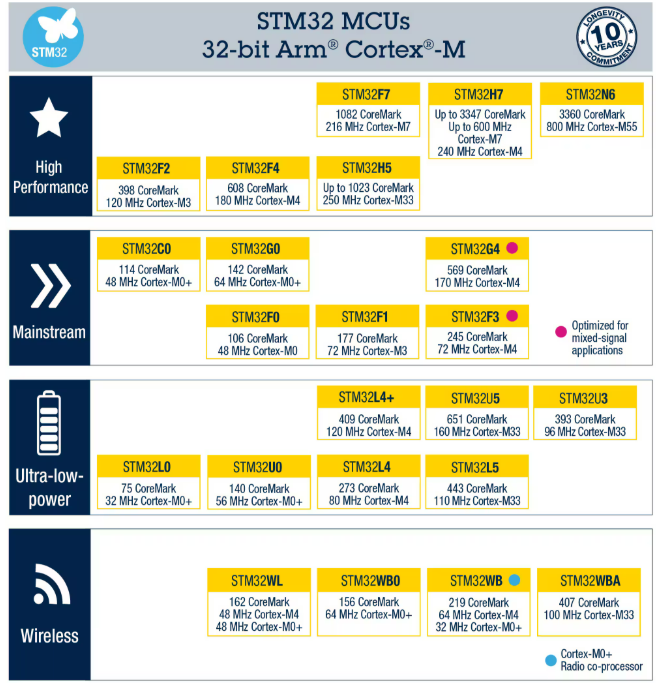 STM32
STM32 MCUs
32-bit Arm® Cortex®-M
LONGEVITY
10
YEARS
COMMITMENT
High
Performance
STM32F7
1082 CoreMark
216 MHz Cortex-M7
STM32H7
Up to 3347 CoreMark
Up to 600 MHz
Cortex-M7
240 MHz Cortex-M4
STM32N6
3360 CoreMark
800 MHz Cortex-M55
STM32F2
398 CoreMark
120 MHz Cortex-M3
STM32F4
608 CoreMark
180 MHz Cortex-M4
STM32H5
Up to 1023 CoreMark
250 MHz Cortex-M33
Mainstream
STM32C0
114 CoreMark
48 MHz Cortex-M0+
STM32G0
142 CoreMark
64 MHz Cortex-M0+
STM32G4
569 CoreMark
170 MHz Cortex-M4
STM32F0
106 CoreMark
48 MHz Cortex-M0
STM32F1
177 CoreMark
72 MHz Cortex-M3
STM32F3
245 CoreMark
72 MHz Cortex-M4
Optimized for
mixed-signal
applications
Ultra-low-
power
STM32L4+
409 CoreMark
120 MHz Cortex-M4
STM32U5
651 CoreMark
160 MHz Cortex-M33
STM32U3
393 CoreMark
96 MHz Cortex-M33
STM32L0
75 CoreMark
32 MHz Cortex-M0+
STM32U0
140 CoreMark
56 MHz Cortex-M0+
STM32L4
273 CoreMark
80 MHz Cortex-M4
STM32L5
443 CoreMark
110 MHz Cortex-M33
Wireless
STM32WL
162 CoreMark
48 MHz Cortex-M4
48 MHz Cortex-M0+
STM32WB0
156 CoreMark
64 MHz Cortex-M0+
STM32WB
219 CoreMark
64 MHz Cortex-M4
32 MHz Cortex-M0+
STM32WBA
407 CoreMark
100 MHz Cortex-M33
Cortex-M0+
Radio co-processor